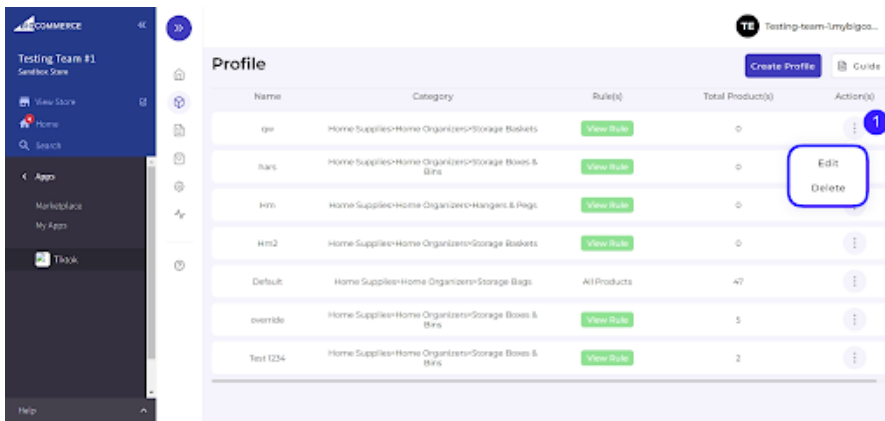 COMMERCE
«
»
TE Testing-team-1.mybigco...
Testing Team #1
Sandbox Store
View Store
Home
Search
Apps
Marketplace
My Apps
Tiktok
Help
Profile
Create Profile
Guide
Name Category Rule(s) Total Product(s) Action(s)
qw Home Supplies>Home Organizers>Storage Baskets View Rule 0 1
hars Home Supplies>Home Organizers>Storage Boxes & Bins View Rule 0
Edit
Delete
Hm Home Supplies>Home Organizers>Hangers & Pegs View Rule 0
Hm2 Home Supplies>Home Organizers>Storage Baskets View Rule 0
Default Home Supplies>Home Organizers>Storage Bags All Products 47
override Home Supplies>Home Organizers>Storage Boxes & Bins View Rule 5
Test 1234 Home Supplies>Home Organizers>Storage Boxes & Bins View Rule 2